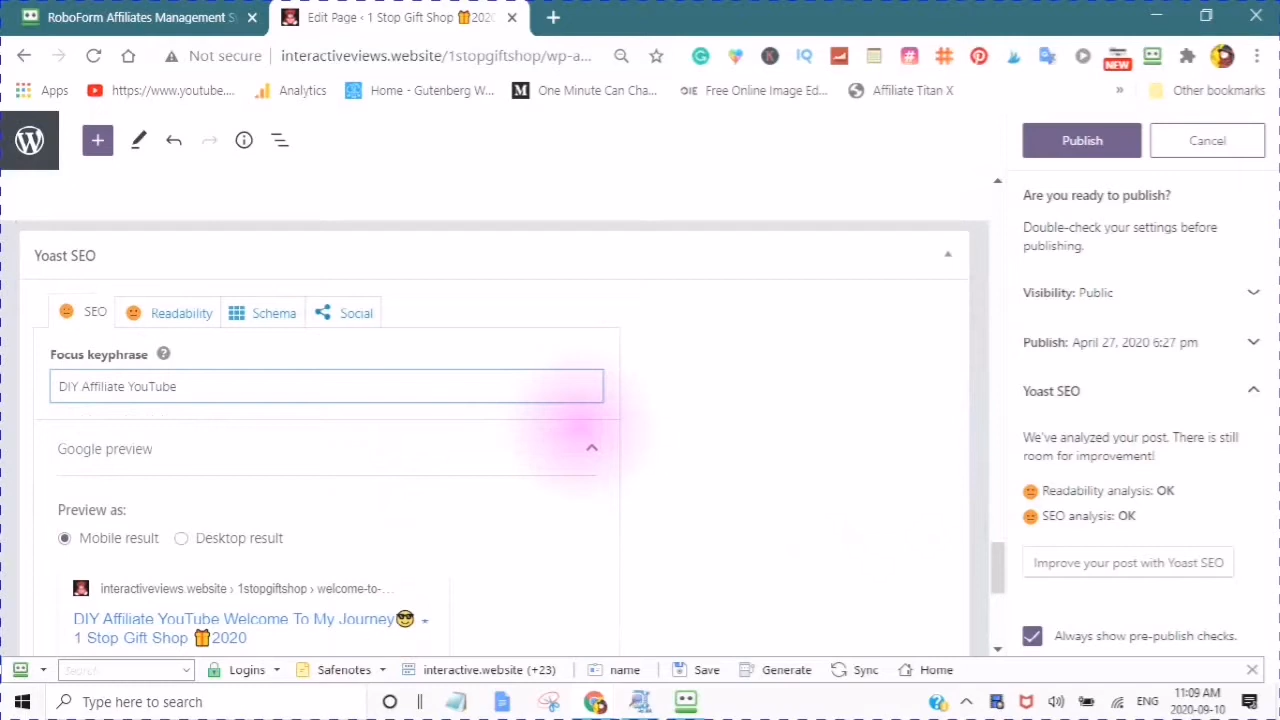 RoboForm Affiliates Management S
Edit Page ‹ 1 Stop Gift Shop 🎁202
Not secure
interactiveviews.website/1stopgiftshop/wp-a...
NEW
Apps
https://www.youtube....
Analytics
Home - Gutenberg W...
One Minute Can Cha...
Free Online Image Ed...
Affiliate Titan X
»
Other bookmarks
Publish
Cancel
Are you ready to publish?
Double-check your settings before
publishing.
Visibility: Public
Publish: April 27, 2020 6:27 pm
Yoast SEO
We've analyzed your post. There is still
room for improvement!
Readability analysis: OK
SEO analysis: OK
Improve your post with Yoast SEO
Always show pre-publish checks.
Yoast SEO
SEO
Readability
Schema
Social
Focus keyphrase
DIY Affiliate YouTube
Google preview
Preview as:
Mobile result
Desktop result
interactiveviews.website › 1stopgiftshop › welcome-to-...
DIY Affiliate YouTube Welcome To My Journey😎 -
1 Stop Gift Shop 🎁2020
Search
Logins
Safenotes
interactive.website (+23)
name
Save
Generate
Sync
Home
Type here to search
ENG
11:09 AM
2020-09-10